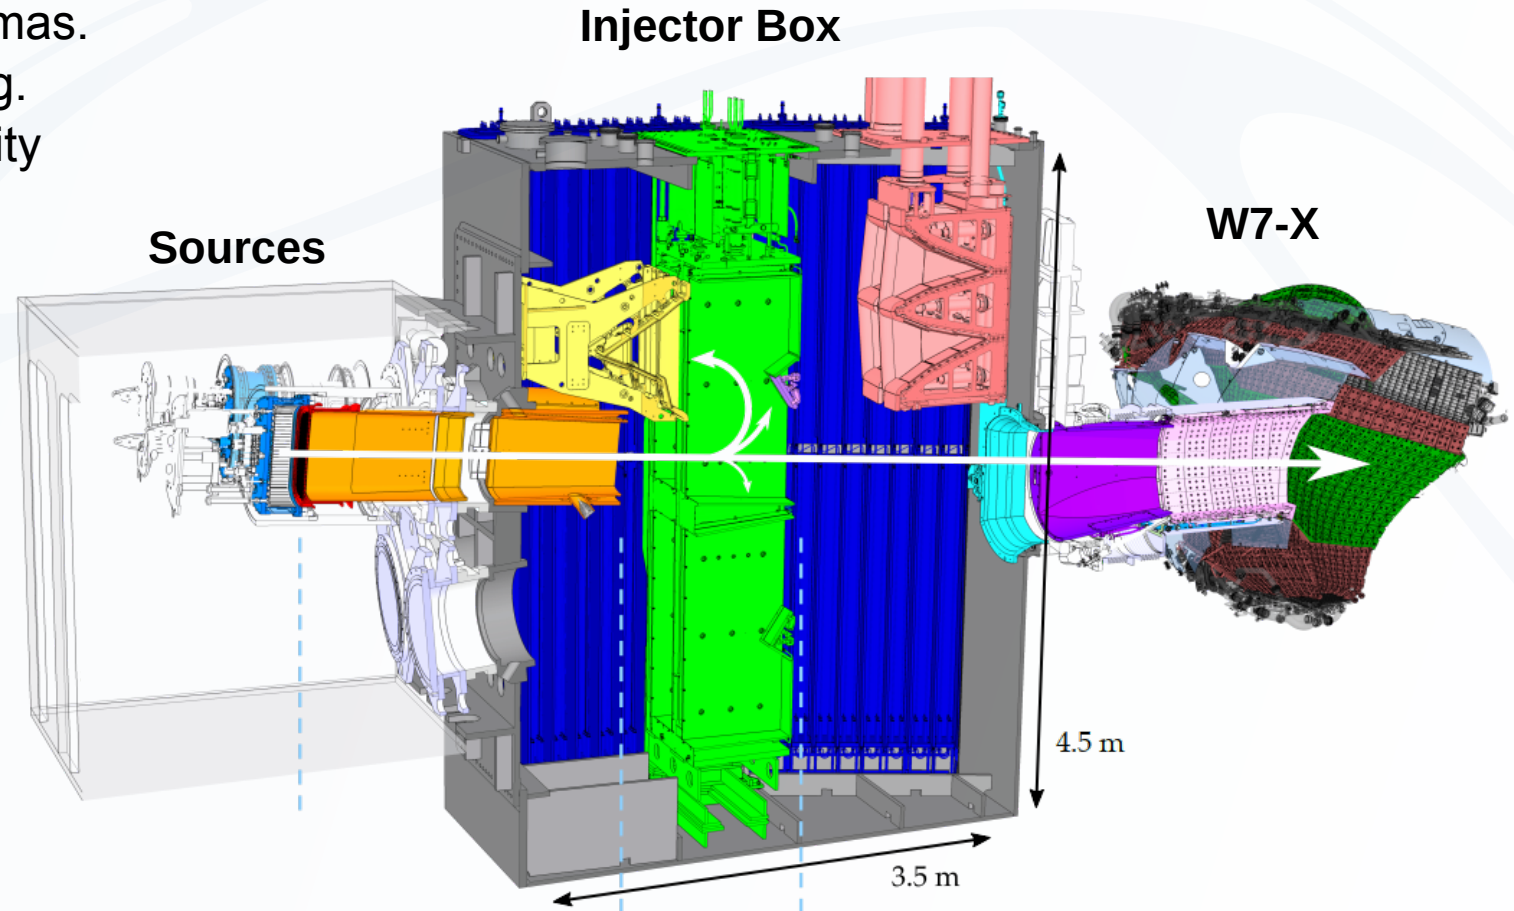 mas.
g.
ity
Injector Box
Sources
W7-X
4.5 m
3.5 m